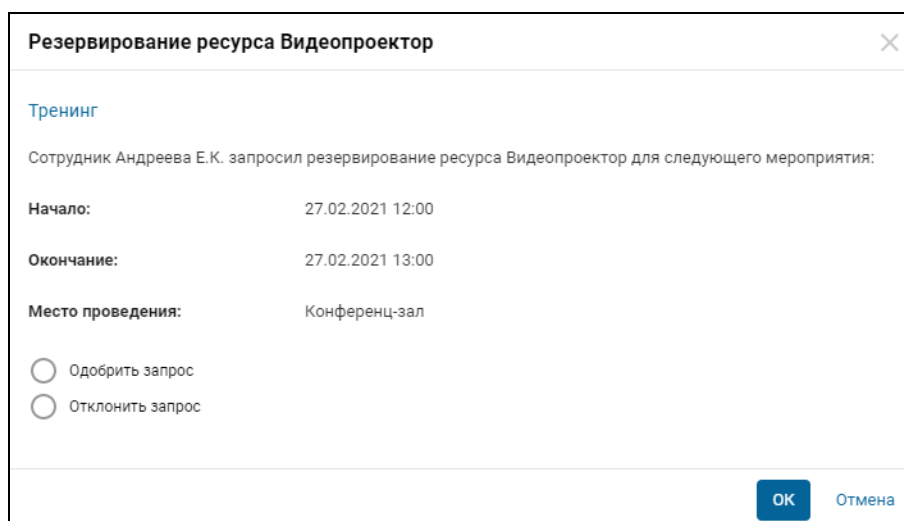 Резервирование ресурса Видеопроектор
Тренинг
Сотрудник Андреева Е.К. запросил резервирование ресурса Видеопроектор для следующего мероприятия:
Начало: 27.02.2021 12:00
Окончание: 27.02.2021 13:00
Место проведения: Конференц-зал
Одобрить запрос
Отклонить запрос
ОК Отмена